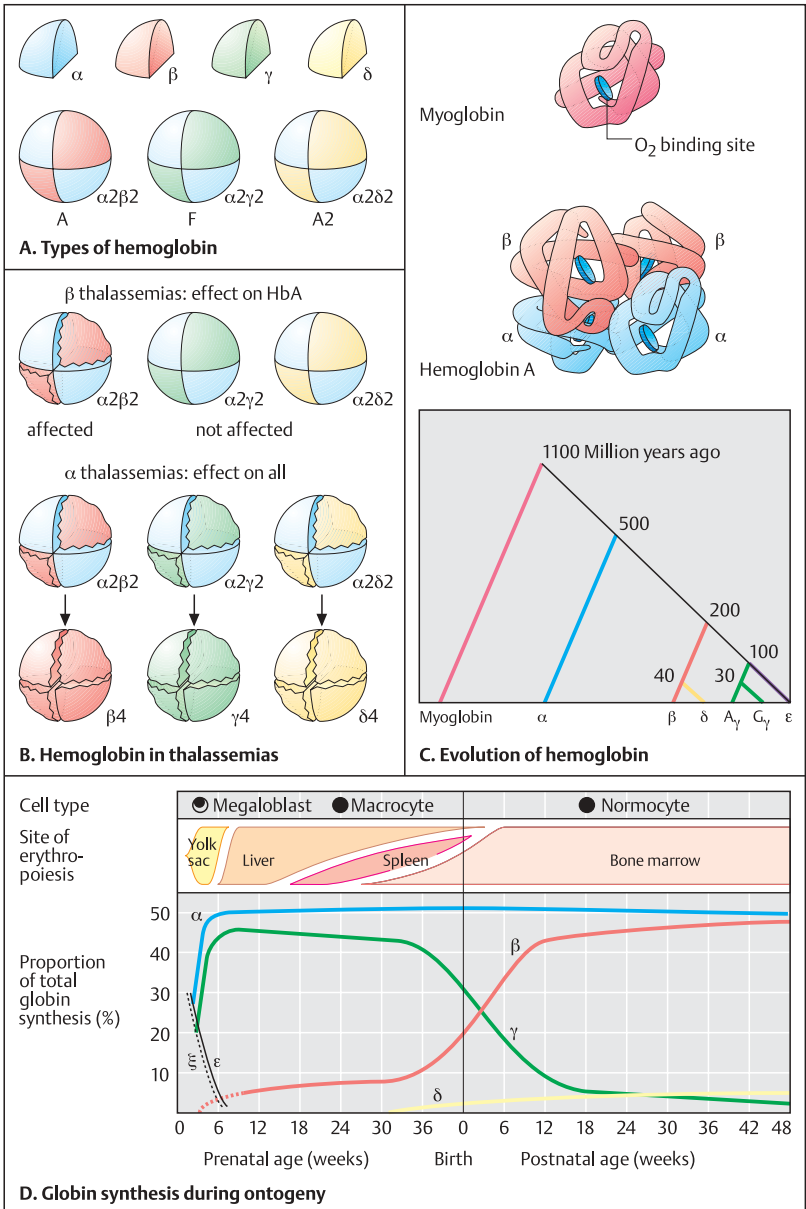 α
β
γ
δ
α2β2
α2γ2
α2δ2
A
F
A2
A. Types of hemoglobin
β thalassemias: effect on HbA
α2β2
α2γ2
α2δ2
affected
not affected
α thalassemias: effect on all
α2β2
α2γ2
α2δ2
β4
γ4
δ4
B. Hemoglobin in thalassemias
Myoglobin
O2 binding site
β
β
α
α
Hemoglobin A
1100 Million years ago
500
200
100
40
30
Myoglobin
α
β
δ
Aγ
Gγ
ε
C. Evolution of hemoglobin
Cell type
Megaloblast
Macrocyte
Normocyte
Site of
erythro-
poiesis
Yolk
sac
Liver
Spleen
Bone marrow
Proportion
of total
globin
synthesis (%)
50
40
30
20
10
α
β
γ
δ
ξ
ε
0 6 12 18 24 30 36 0 6 12 18 24 30 36 42 48
Prenatal age (weeks)
Birth
Postnatal age (weeks)
D. Globin synthesis during ontogeny